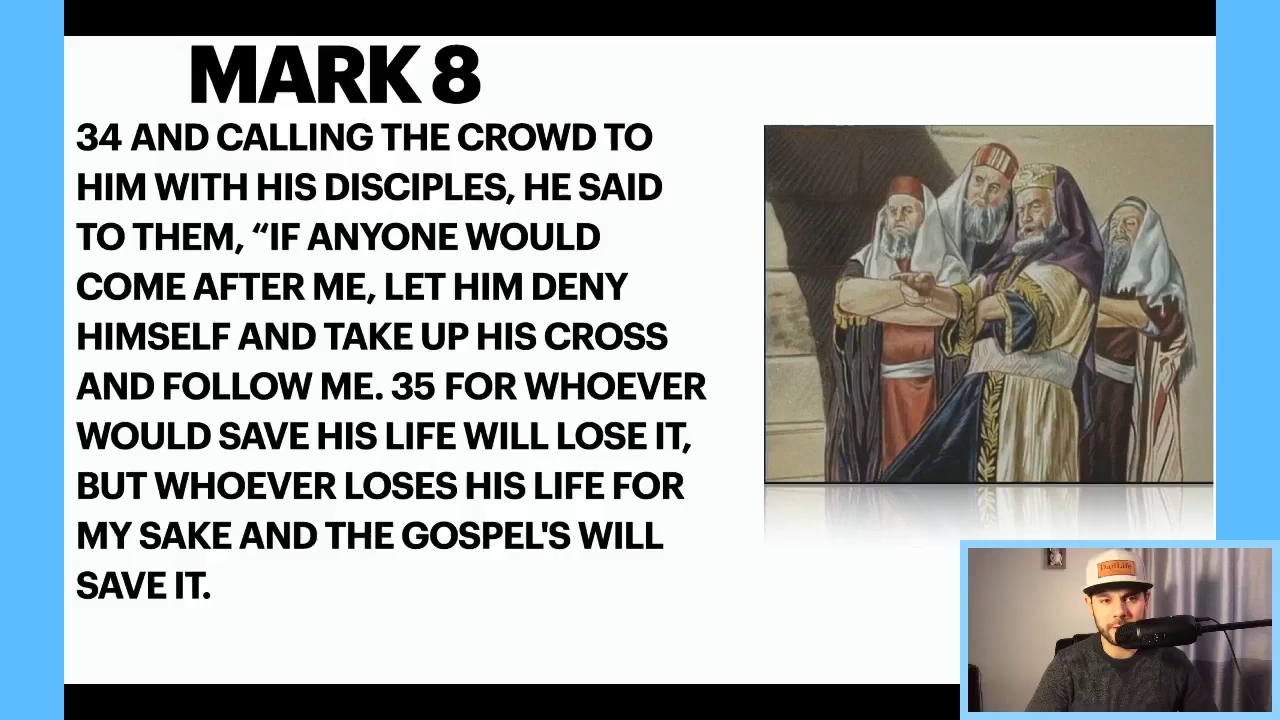 MARK 8
34 AND CALLING THE CROWD TO
HIM WITH HIS DISCIPLES, HE SAID
TO THEM, “IF ANYONE WOULD
COME AFTER ME, LET HIM DENY
HIMSELF AND TAKE UP HIS CROSS
AND FOLLOW ME. 35 FOR WHOEVER
WOULD SAVE HIS LIFE WILL LOSE IT,
BUT WHOEVER LOSES HIS LIFE FOR
MY SAKE AND THE GOSPEL'S WILL
SAVE IT.